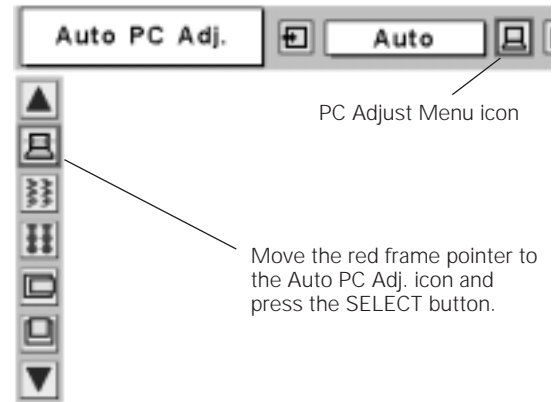 Auto PC Adj.
Auto
PC Adjust Menu icon
Move the red frame pointer to
the Auto PC Adj. icon and
press the SELECT button.